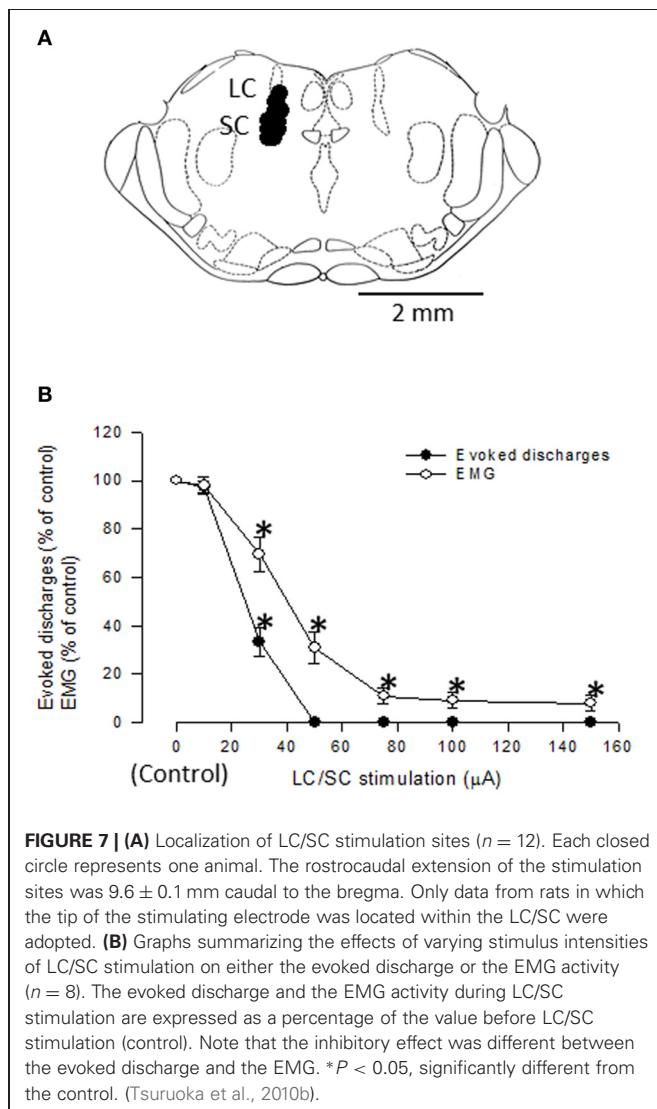 A
LC
SC
2 mm
B
120
100
80
60
40
20
0
Evoked discharges (% of control)
EMG (% of control)
Evoked discharges
EMG
*
*
*
*
*
*
0 20 40 60 80 100 120 140 160
(Control) LC/SC stimulation (μA)
FIGURE 7 | (A) Localization of LC/SC stimulation sites (n = 12). Each closed
circle represents one animal. The rostrocaudal extension of the stimulation
sites was 9.6 ± 0.1 mm caudal to the bregma. Only data from rats in which
the tip of the stimulating electrode was located within the LC/SC were
adopted. (B) Graphs summarizing the effects of varying stimulus intensities
of LC/SC stimulation on either the evoked discharge or the EMG activity
(n = 8). The evoked discharge and the EMG activity during LC/SC
stimulation are expressed as a percentage of the value before LC/SC
stimulation (control). Note that the inhibitory effect was different between
the evoked discharge and the EMG. *P < 0.05, significantly different from
the control. (Tsuruoka et al., 2010b).